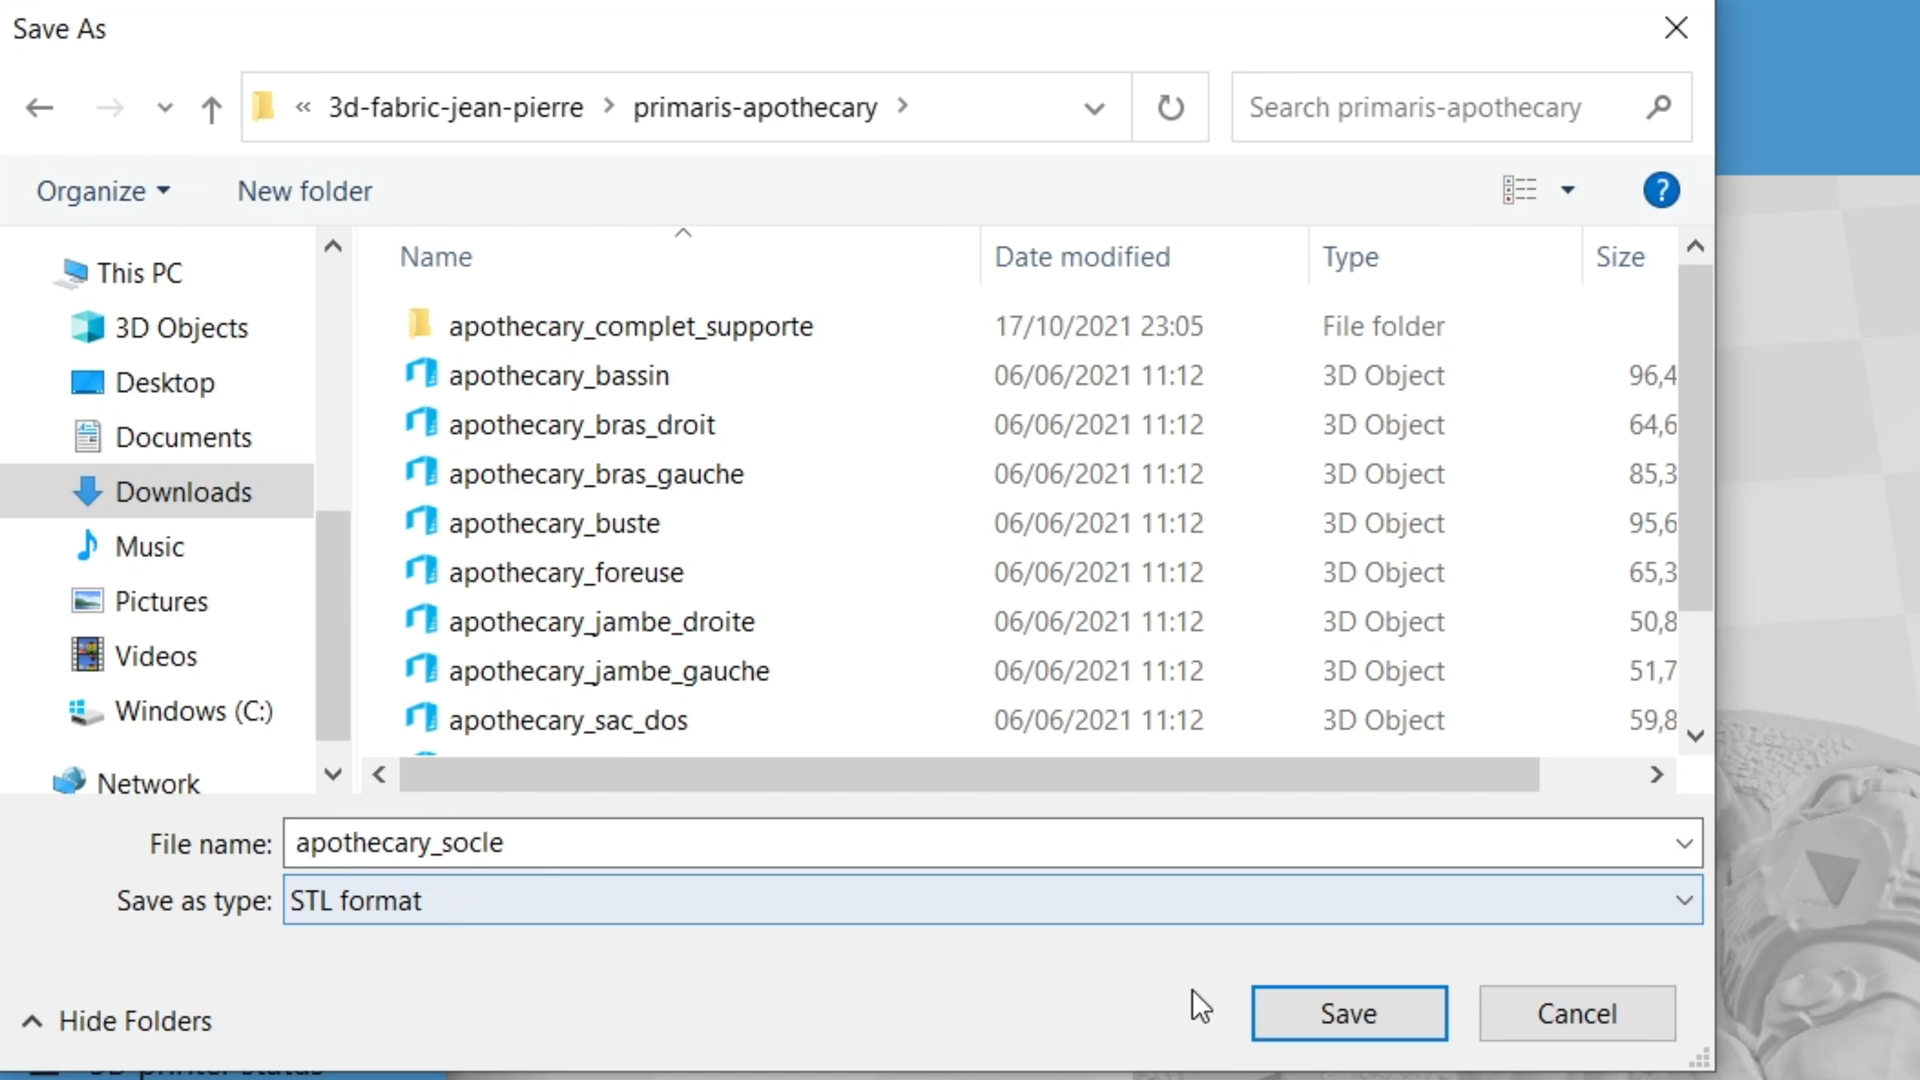 Save As
« 3d-fabric-jean-pierre > primaris-apothecary >
Search primaris-apothecary
Organize
New folder
?
Name
Date modified
Type
Size
This PC
3D Objects
Desktop
Documents
Downloads
Music
Pictures
Videos
Windows (C:)
Network
apothecary_complet_supporte 17/10/2021 23:05 File folder
apothecary_bassin 06/06/2021 11:12 3D Object 96,4
apothecary_bras_droit 06/06/2021 11:12 3D Object 64,6
apothecary_bras_gauche 06/06/2021 11:12 3D Object 85,3
apothecary_buste 06/06/2021 11:12 3D Object 95,6
apothecary_foreuse 06/06/2021 11:12 3D Object 65,3
apothecary_jambe_droite 06/06/2021 11:12 3D Object 50,8
apothecary_jambe_gauche 06/06/2021 11:12 3D Object 51,7
apothecary_sac_dos 06/06/2021 11:12 3D Object 59,8
File name: apothecary_socle
Save as type: STL format
Hide Folders
Save
Cancel